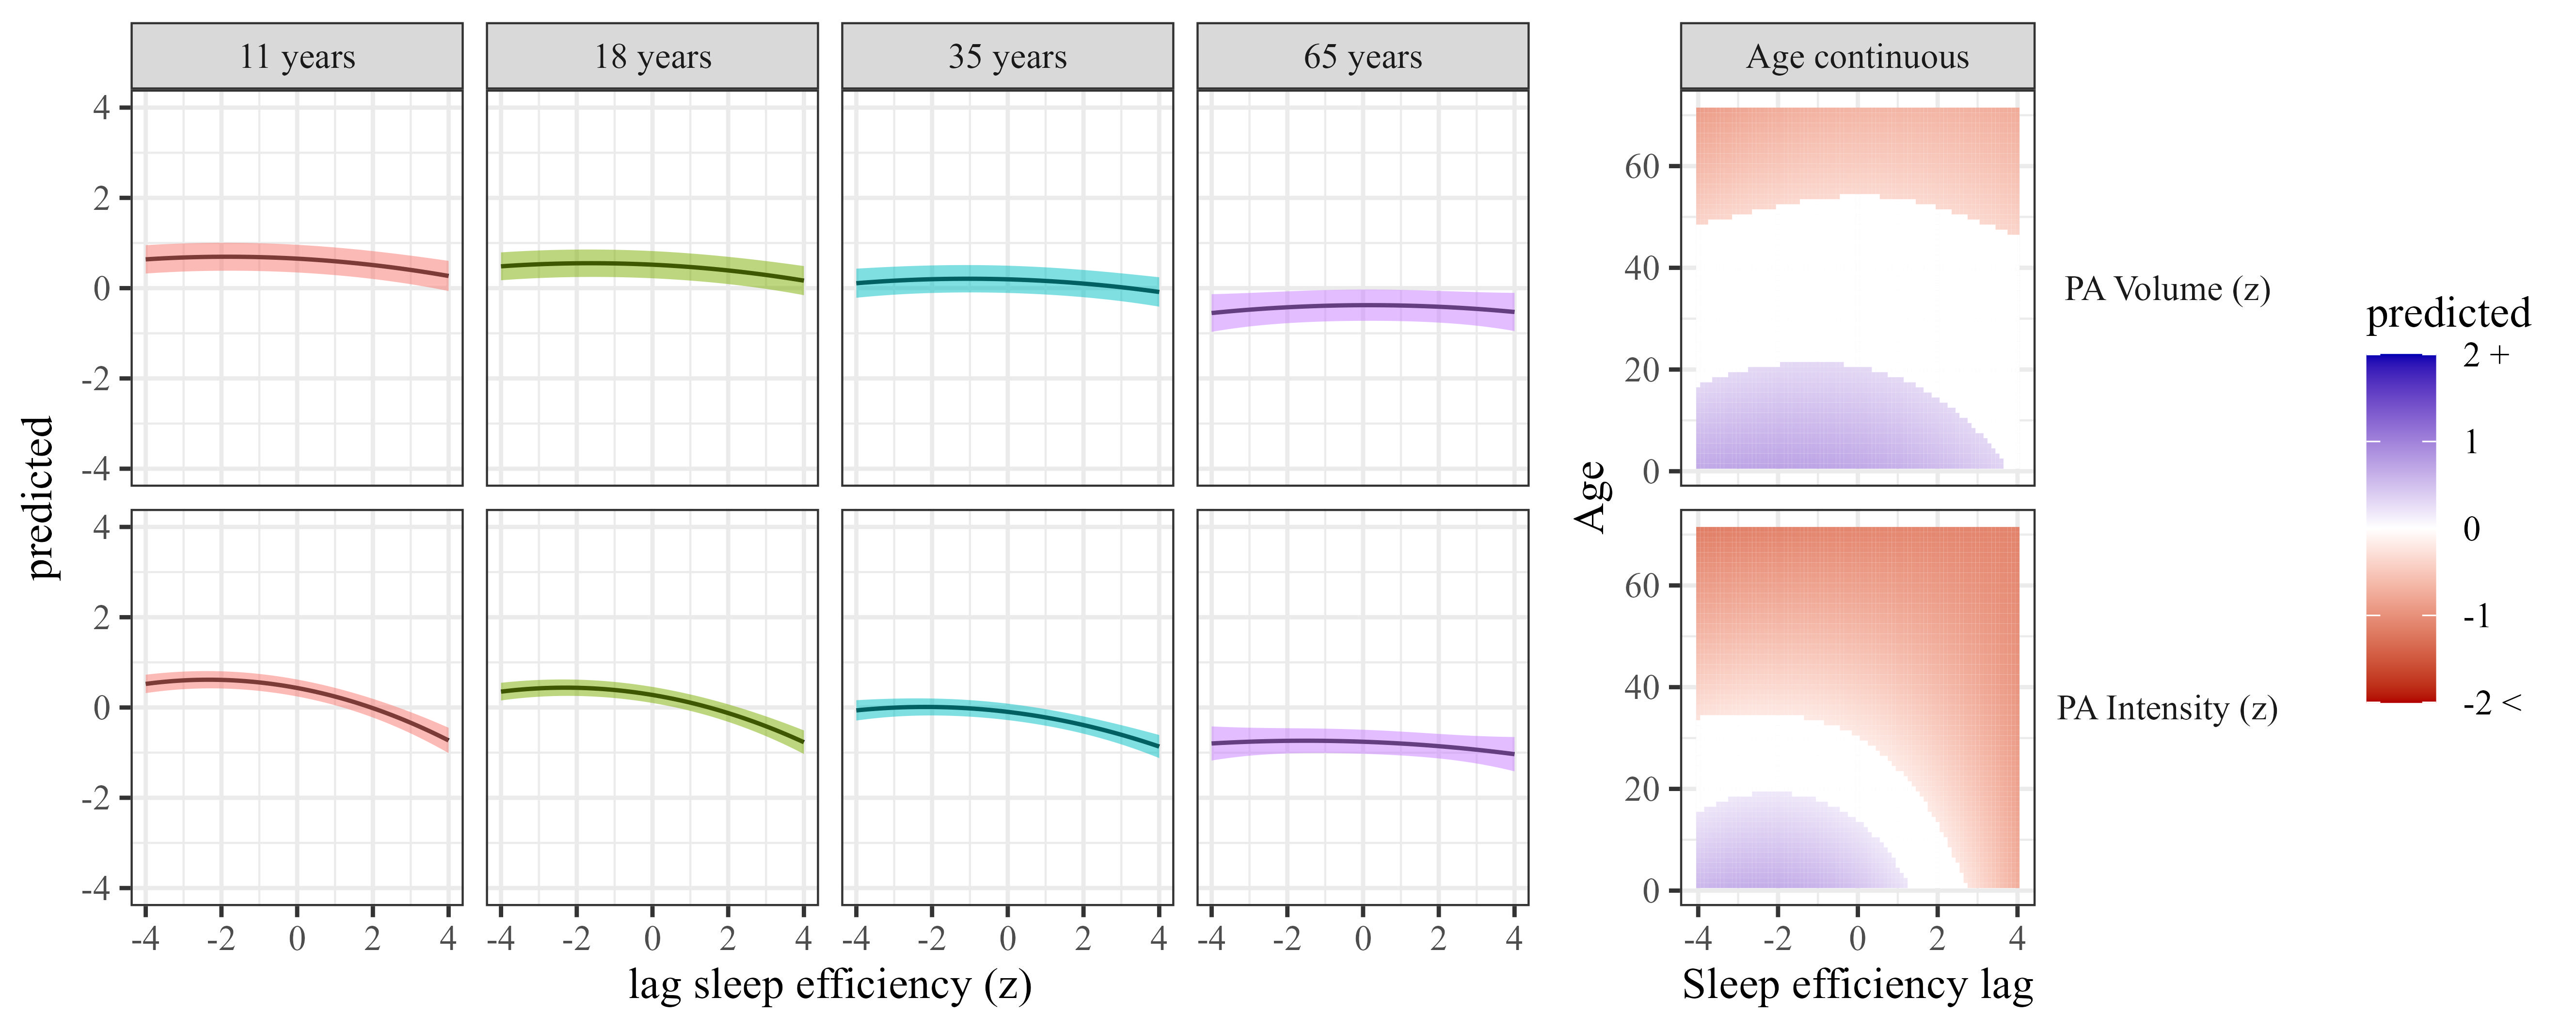 11 years
18 years
35 years
65 years
Age continuous
4
2
0
-2
-4
60
40
20
0
PA Volume (z)
predicted
2 +
1
0
-1
-2 <
predicted
Age
4
2
0
-2
-4
60
40
20
0
PA Intensity (z)
-4 -2 0 2 4
-4 -2 0 2 4
-4 -2 0 2 4
-4 -2 0 2 4
-4 -2 0 2 4
lag sleep efficiency (z)
Sleep efficiency lag